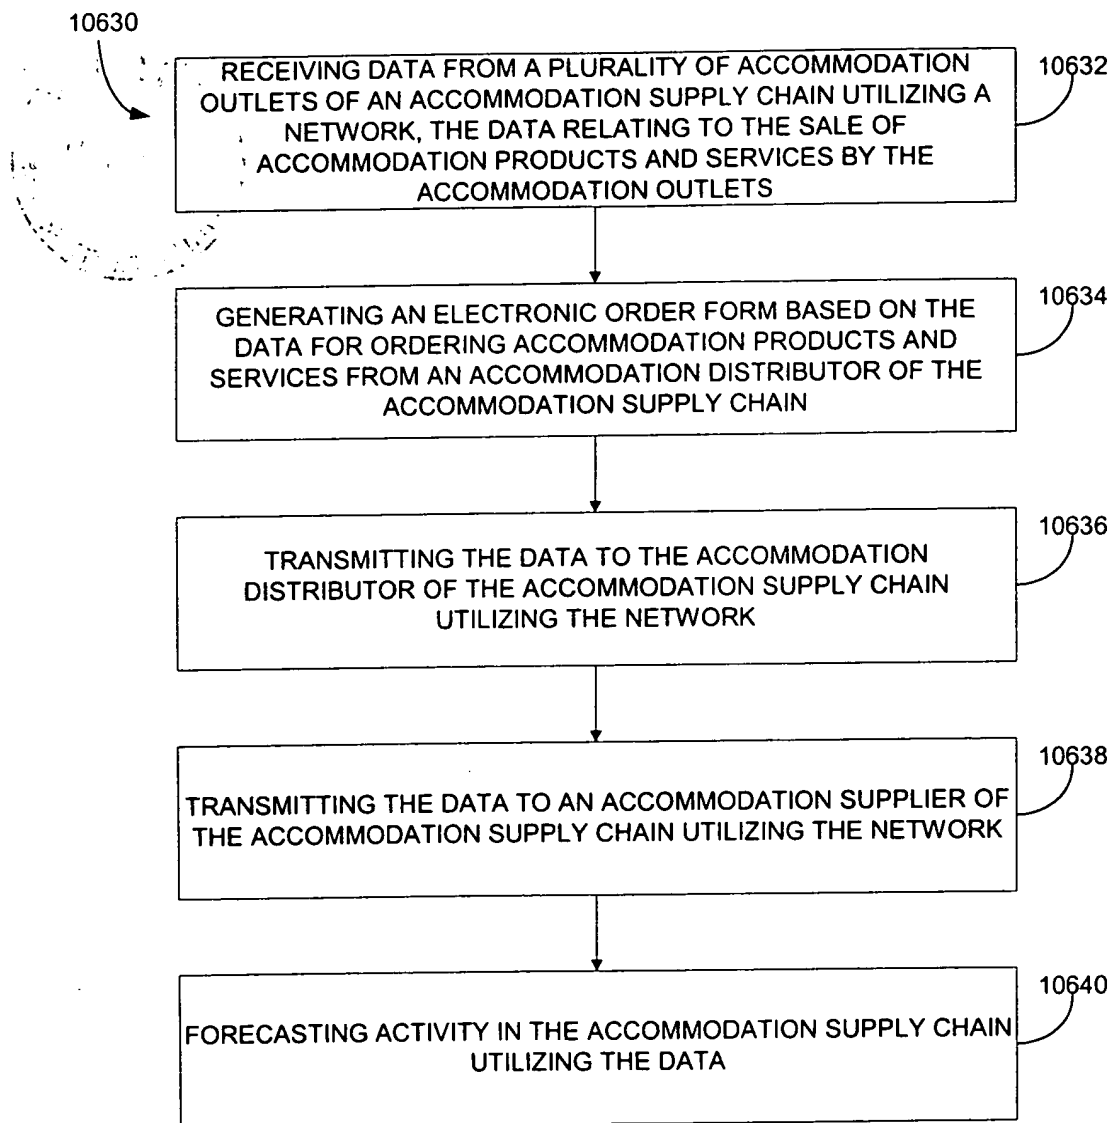 10630
RECEIVING DATA FROM A PLURALITY OF ACCOMMODATION
OUTLETS OF AN ACCOMMODATION SUPPLY CHAIN UTILIZING A
NETWORK, THE DATA RELATING TO THE SALE OF
ACCOMMODATION PRODUCTS AND SERVICES BY THE
ACCOMMODATION OUTLETS
10632
GENERATING AN ELECTRONIC ORDER FORM BASED ON THE
DATA FOR ORDERING ACCOMMODATION PRODUCTS AND
SERVICES FROM AN ACCOMMODATION DISTRIBUTOR OF THE
ACCOMMODATION SUPPLY CHAIN
10634
TRANSMITTING THE DATA TO THE ACCOMMODATION
DISTRIBUTOR OF THE ACCOMMODATION SUPPLY CHAIN
UTILIZING THE NETWORK
10636
TRANSMITTING THE DATA TO AN ACCOMMODATION SUPPLIER OF
THE ACCOMMODATION SUPPLY CHAIN UTILIZING THE NETWORK
10638
FORECASTING ACTIVITY IN THE ACCOMMODATION SUPPLY CHAIN
UTILIZING THE DATA
10640